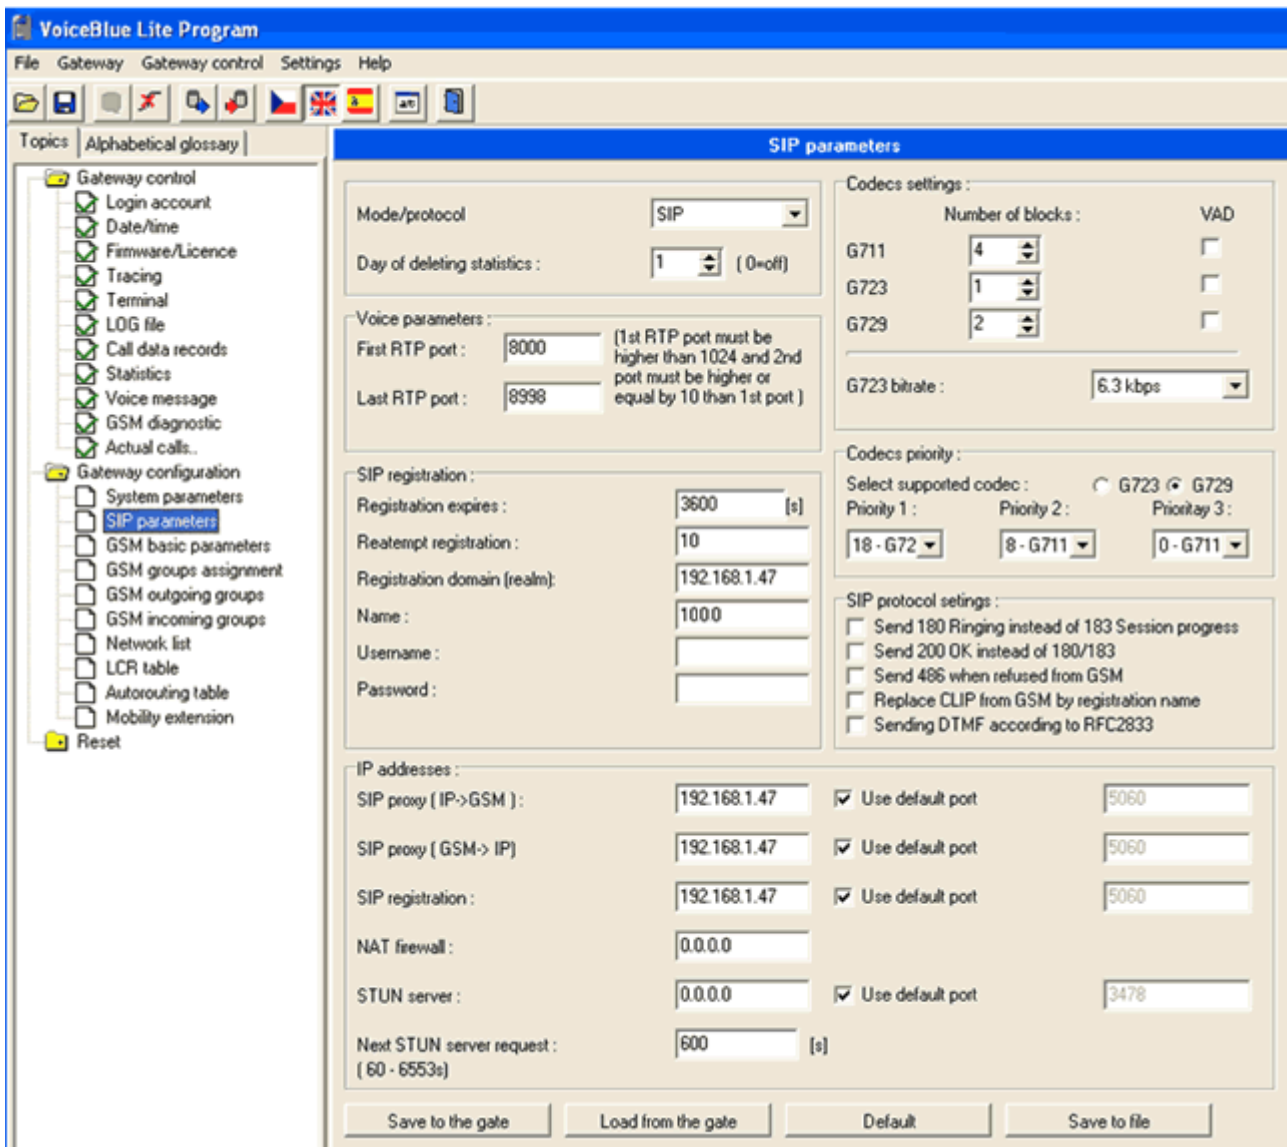 VoiceBlue Lite Program
File Gateway Gateway control Settings Help
Topics Alphabetical glossary
Gateway control
Login account
Date/time
Firmware/Licence
Tracing
Terminal
LOG file
Call data records
Statistics
Voice message
GSM diagnostic
Actual calls..
Gateway configuration
System parameters
SIP parameters
GSM basic parameters
GSM groups assignment
GSM outgoing groups
GSM incoming groups
Network list
LCR table
Autorouting table
Mobility extension
Reset
SIP parameters
Mode/protocol SIP
Day of deleting statistics : 1 ( 0=off)
Voice parameters :
First RTP port : 8000
Last RTP port : 8998
(1st RTP port must be
higher than 1024 and 2nd
port must be higher or
equal by 10 than 1st port )
SIP registration :
Registration expires : 3600 [s]
Reatempt registration : 10
Registration domain (realm): 192.168.1.47
Name : 1000
Username :
Password :
Codecs settings :
Number of blocks : VAD
G711 4
G723 1
G729 2
G723 bitrate : 6.3 kbps
Codecs priority :
Select supported codec : G723 G729
Priority 1 : Priority 2 : Prioritay 3 :
18 - G72 8 - G711 0 - G711
SIP protocol setings :
Send 180 Ringing instead of 183 Session progress
Send 200 OK instead of 180/183
Send 486 when refused from GSM
Replace CLIP from GSM by registration name
Sending DTMF according to RFC2833
IP addresses :
SIP proxy ( IP->GSM ) : 192.168.1.47 Use default port 5060
SIP proxy ( GSM-> IP) 192.168.1.47 Use default port 5060
SIP registration : 192.168.1.47 Use default port 5060
NAT firewall : 0.0.0.0
STUN server : 0.0.0.0 Use default port 3478
Next STUN server request : 600 [s]
( 60 - 6553s)
Save to the gate Load from the gate Default Save to file